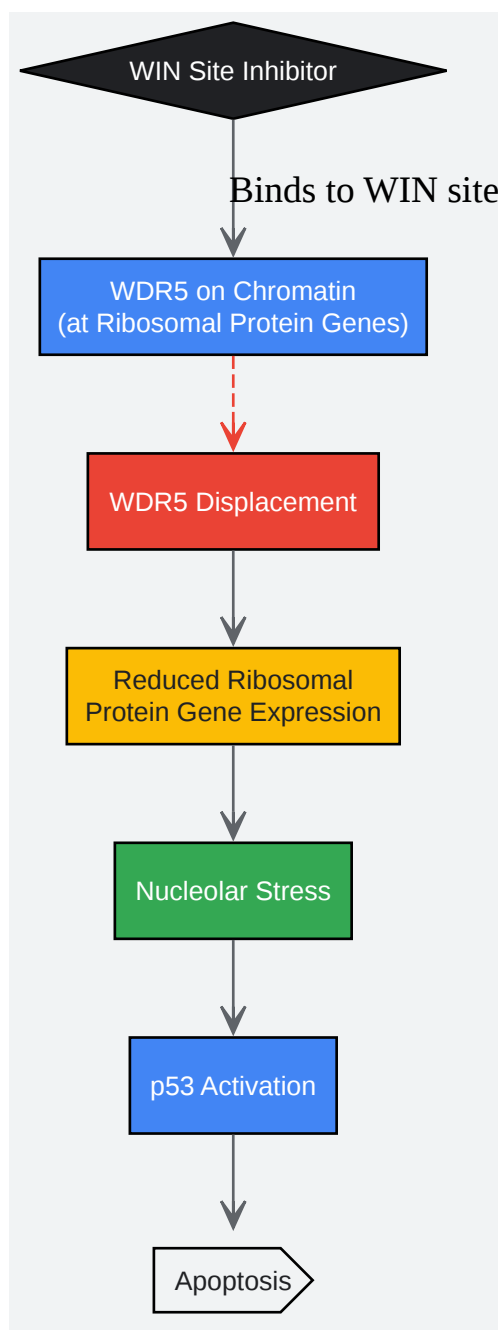 WIN Site Inhibitor
Binds to WIN site
WDR5 on Chromatin
(at Ribosomal Protein Genes)
WDR5 Displacement
Reduced Ribosomal
Protein Gene Expression
Nucleolar Stress
p53 Activation
Apoptosis